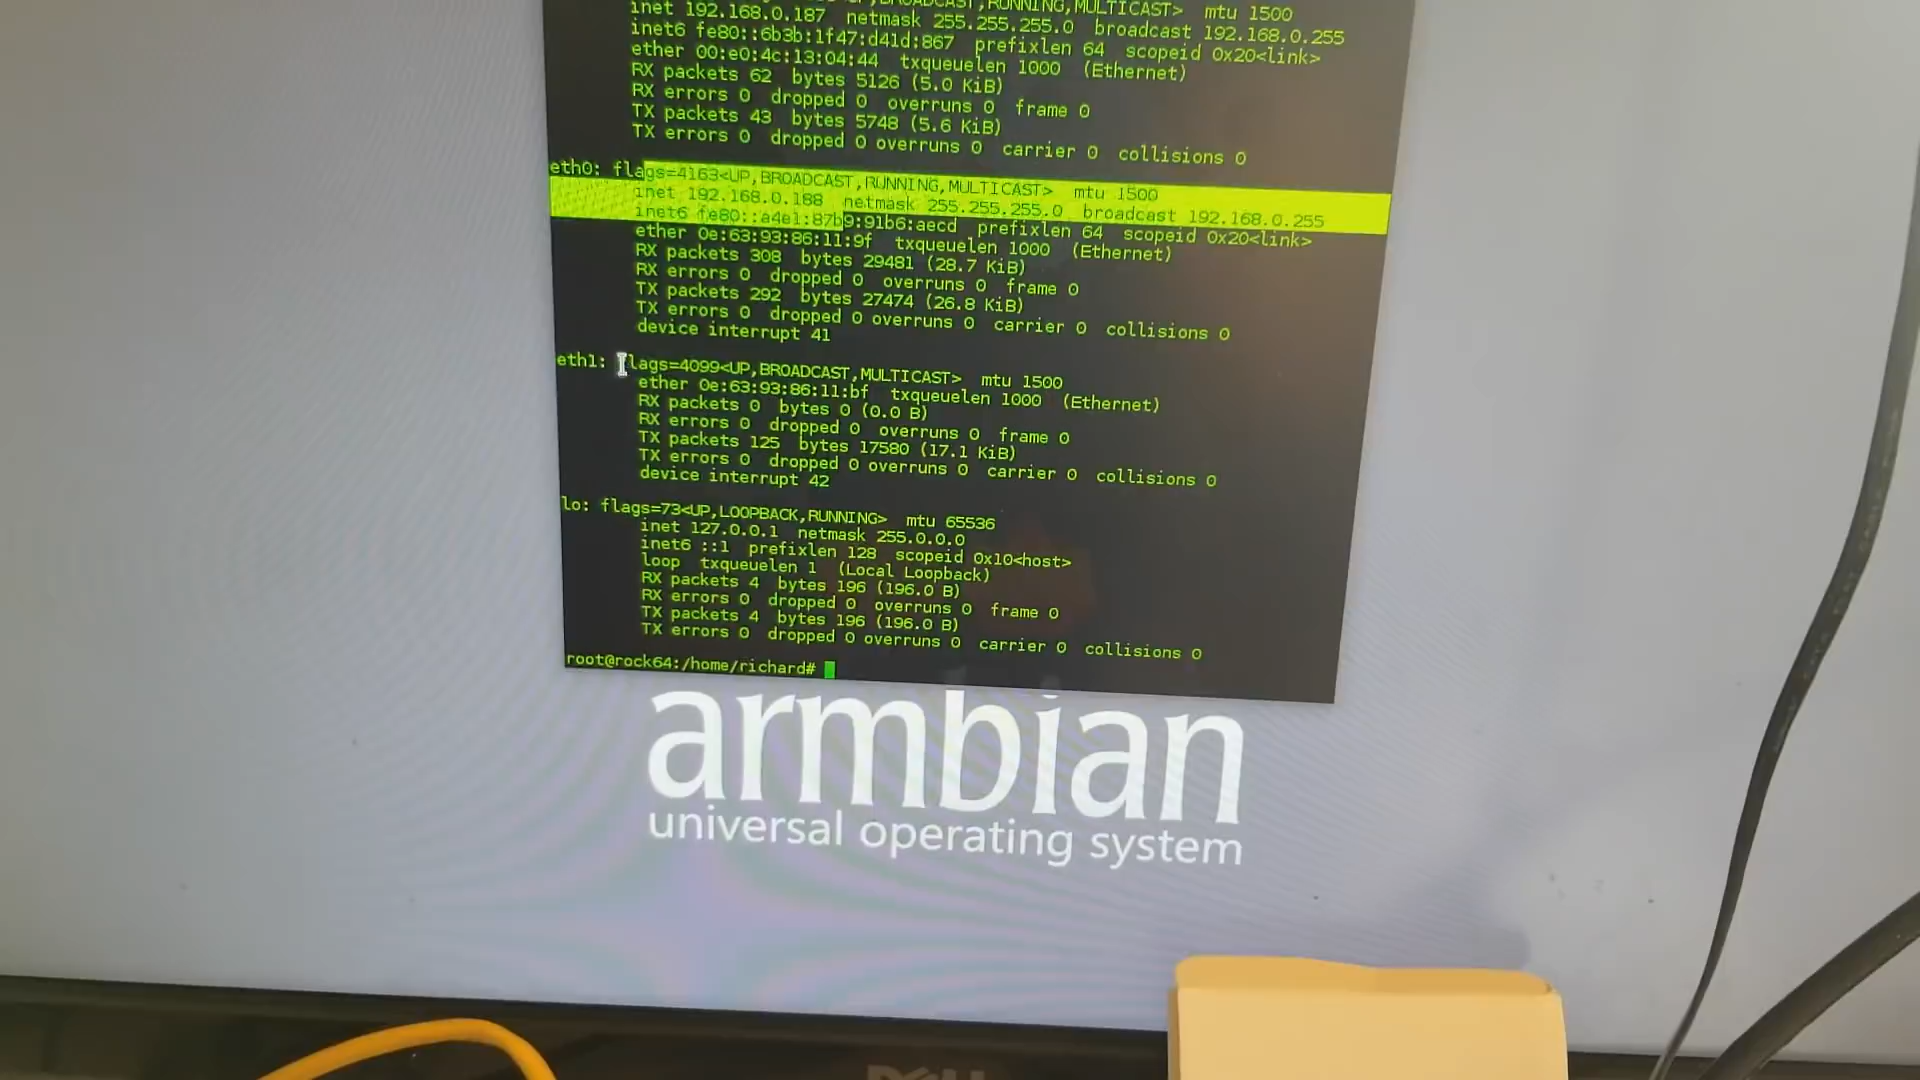 UP,BROADCAST,RUNNING,MULTICAST> mtu 1500
inet 192.168.0.187 netmask 255.255.255.0 broadcast 192.168.0.255
inet6 fe80::6b3b:1f47:d41d:867 prefixlen 64 scopeid 0x20<link>
ether 00:e0:4c:13:04:44 txqueuelen 1000 (Ethernet)
RX packets 62 bytes 5126 (5.0 KiB)
RX errors 0 dropped 0 overruns 0 frame 0
TX packets 43 bytes 5748 (5.6 KiB)
TX errors 0 dropped 0 overruns 0 carrier 0 collisions 0
eth0: flags=4163<UP,BROADCAST,RUNNING,MULTICAST> mtu 1500
inet 192.168.0.188 netmask 255.255.255.0 broadcast 192.168.0.255
inet6 fe80::a4e1:87b9:91b6:aecd prefixlen 64 scopeid 0x20<link>
ether 0e:63:93:86:11:9f txqueuelen 1000 (Ethernet)
RX packets 308 bytes 29481 (28.7 KiB)
RX errors 0 dropped 0 overruns 0 frame 0
TX packets 292 bytes 27474 (26.8 KiB)
TX errors 0 dropped 0 overruns 0 carrier 0 collisions 0
device interrupt 41
eth1: flags=4099<UP,BROADCAST,MULTICAST> mtu 1500
ether 0e:63:93:86:11:bf txqueuelen 1000 (Ethernet)
RX packets 0 bytes 0 (0.0 B)
RX errors 0 dropped 0 overruns 0 frame 0
TX packets 125 bytes 17580 (17.1 KiB)
TX errors 0 dropped 0 overruns 0 carrier 0 collisions 0
device interrupt 42
lo: flags=73<UP,LOOPBACK,RUNNING> mtu 65536
inet 127.0.0.1 netmask 255.0.0.0
inet6 ::1 prefixlen 128 scopeid 0x10<host>
loop txqueuelen 1 (Local Loopback)
RX packets 4 bytes 196 (196.0 B)
RX errors 0 dropped 0 overruns 0 frame 0
TX packets 4 bytes 196 (196.0 B)
TX errors 0 dropped 0 overruns 0 carrier 0 collisions 0
root@rock64:/home/richard#
armbian
universal operating system